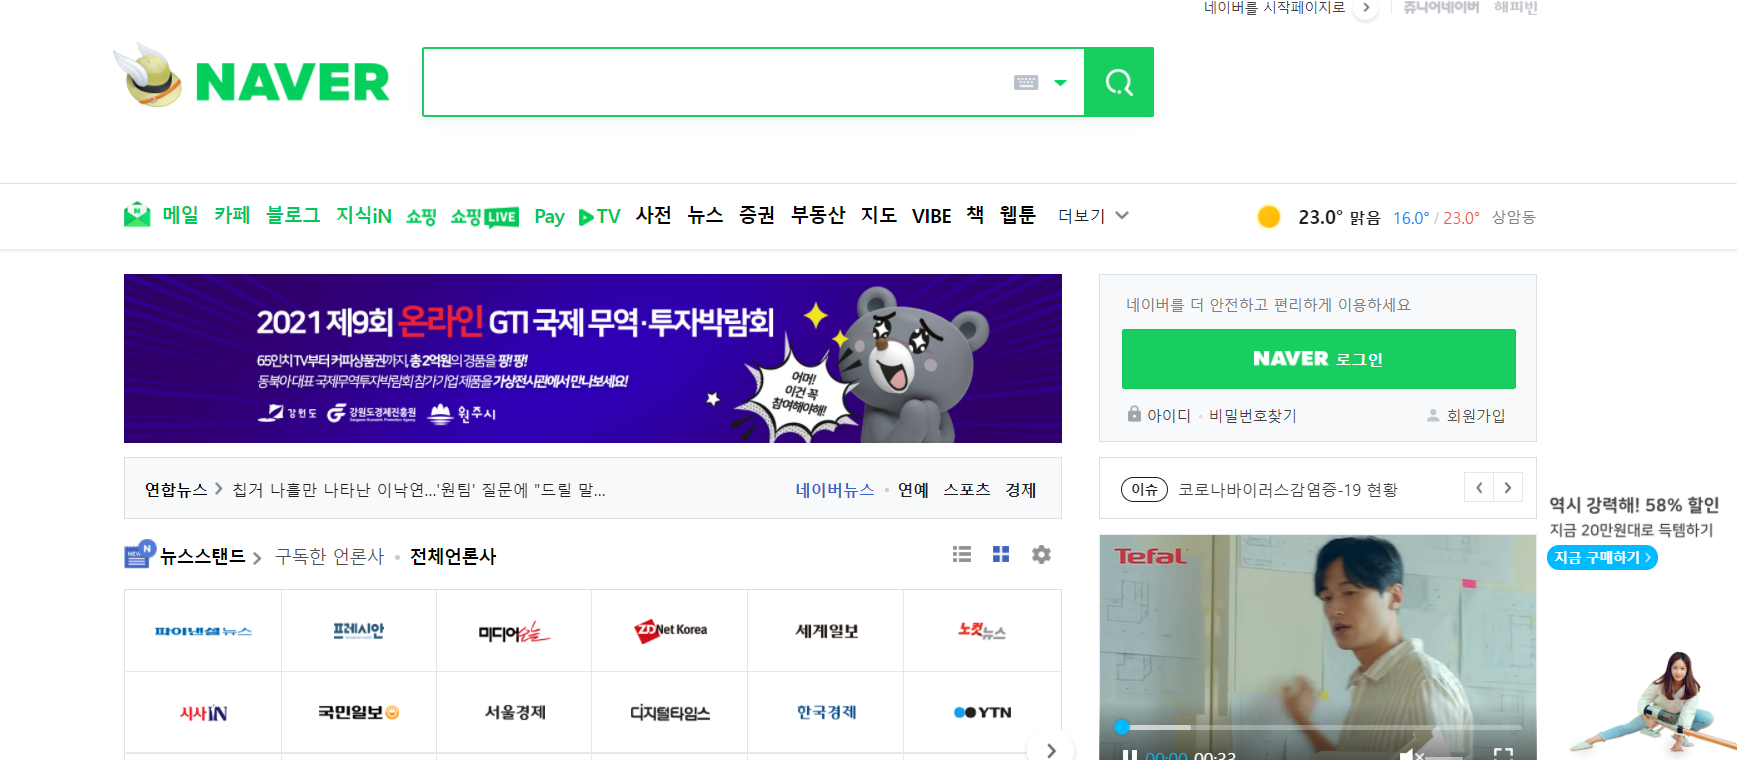 네이버를 시작페이지로 쥬니어네이버 해피빈
NAVER
메일 카페 블로그 지식iN 쇼핑 쇼핑LIVE Pay TV 사전 뉴스 증권 부동산 지도 VIBE 책 웹툰 더보기
23.0° 맑음 16.0° / 23.0° 상암동
2021 제9회 온라인 GTI 국제 무역·투자박람회
65인치 TV부터 커피상품권까지, 총 2억원의 경품을 팡! 팡!
동북아 대표 국제무역투자박람회 참가기업 제품을 가상전시관에서 만나보세요!
강원도 강원도경제진흥원 원주시
어머!
이건 꼭
참여해야해!
네이버를 더 안전하고 편리하게 이용하세요
NAVER 로그인
아이디 · 비밀번호찾기 회원가입
연합뉴스 > 칩거 나흘만 나타난 이낙연...'원팀' 질문에 "드릴 말...
네이버뉴스 · 연예 스포츠 경제
이슈 코로나바이러스감염증-19 현황
NEW N 뉴스스탠드 > 구독한 언론사 · 전체언론사
파이낸셜뉴스 프레시안 미디어오늘 ZDNet Korea 세계일보 노컷뉴스
시사IN 국민일보 서울경제 디지털타임스 한국경제 YTN
Tefal
00:00 00:33
역시 강력해! 58% 할인
지금 20만원대로 득템하기
지금 구매하기 >